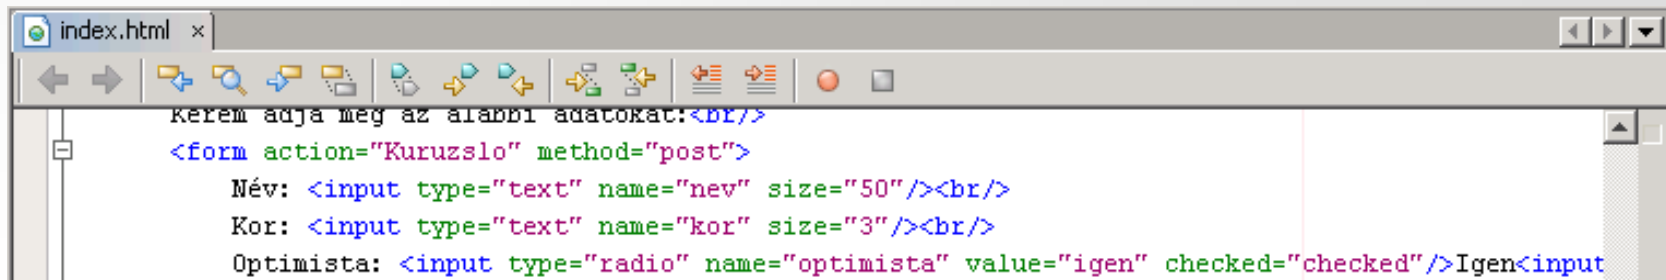 index.html
Kérem adja meg az alábbi adatokat:<br/>
<form action="Kuruzslo" method="post">
Név: <input type="text" name="nev" size="50"/><br/>
Kor: <input type="text" name="kor" size="3"/><br/>
Optimista: <input type="radio" name="optimista" value="igen" checked="checked"/>Igen<input